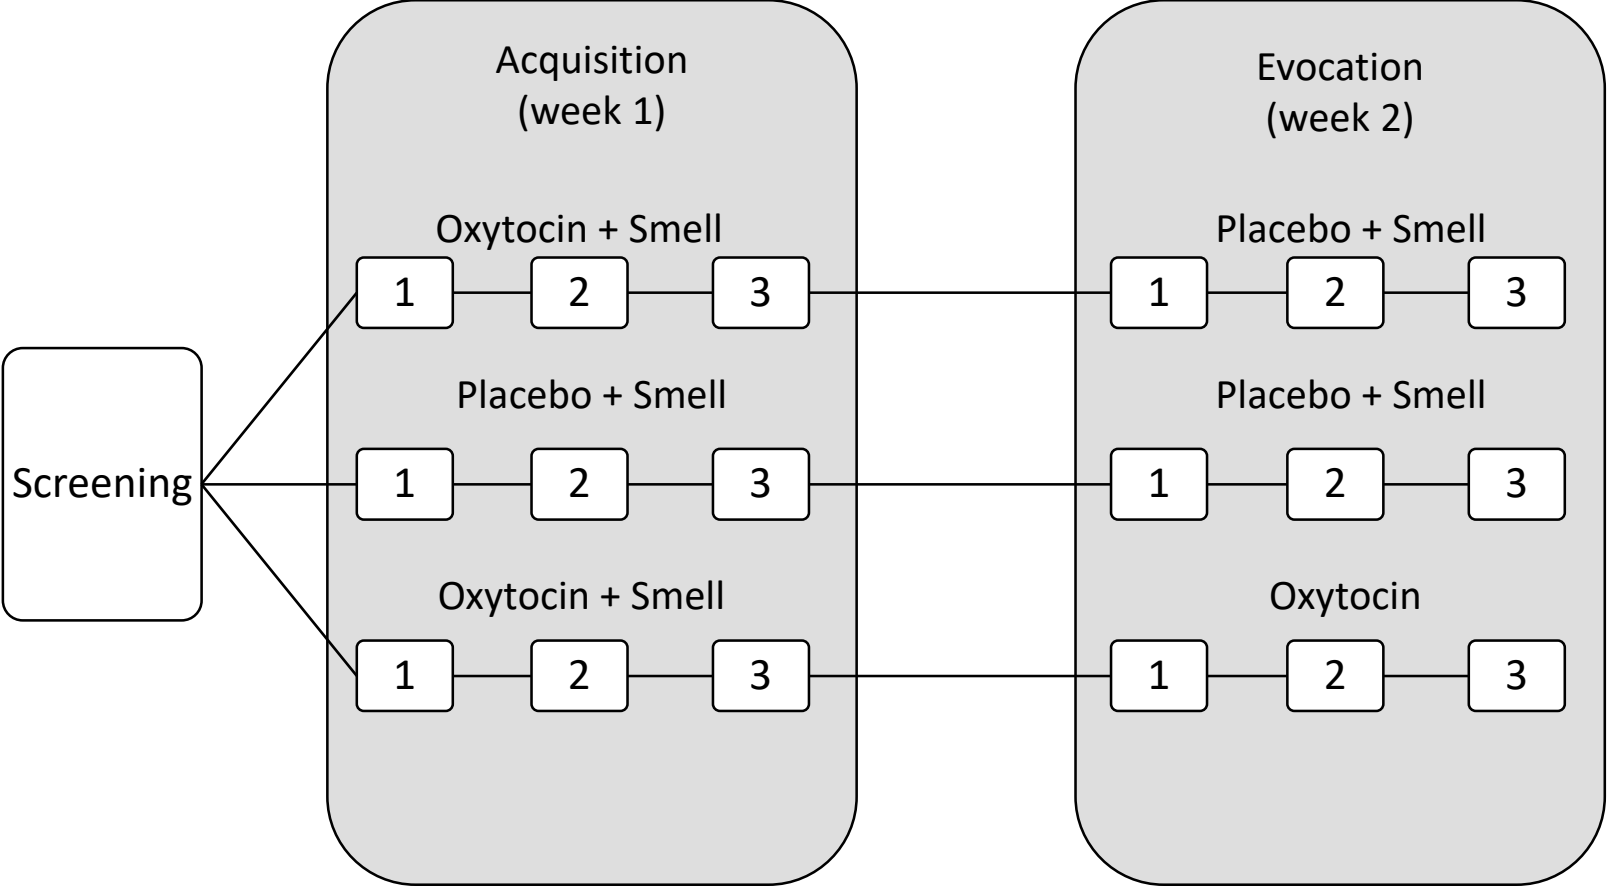 Acquisition
(week 1)
Evocation
(week 2)
Oxytocin + Smell
Placebo + Smell
1 2 3
1 2 3
Placebo + Smell
Placebo + Smell
Screening
1 2 3
1 2 3
Oxytocin + Smell
Oxytocin
1 2 3
1 2 3